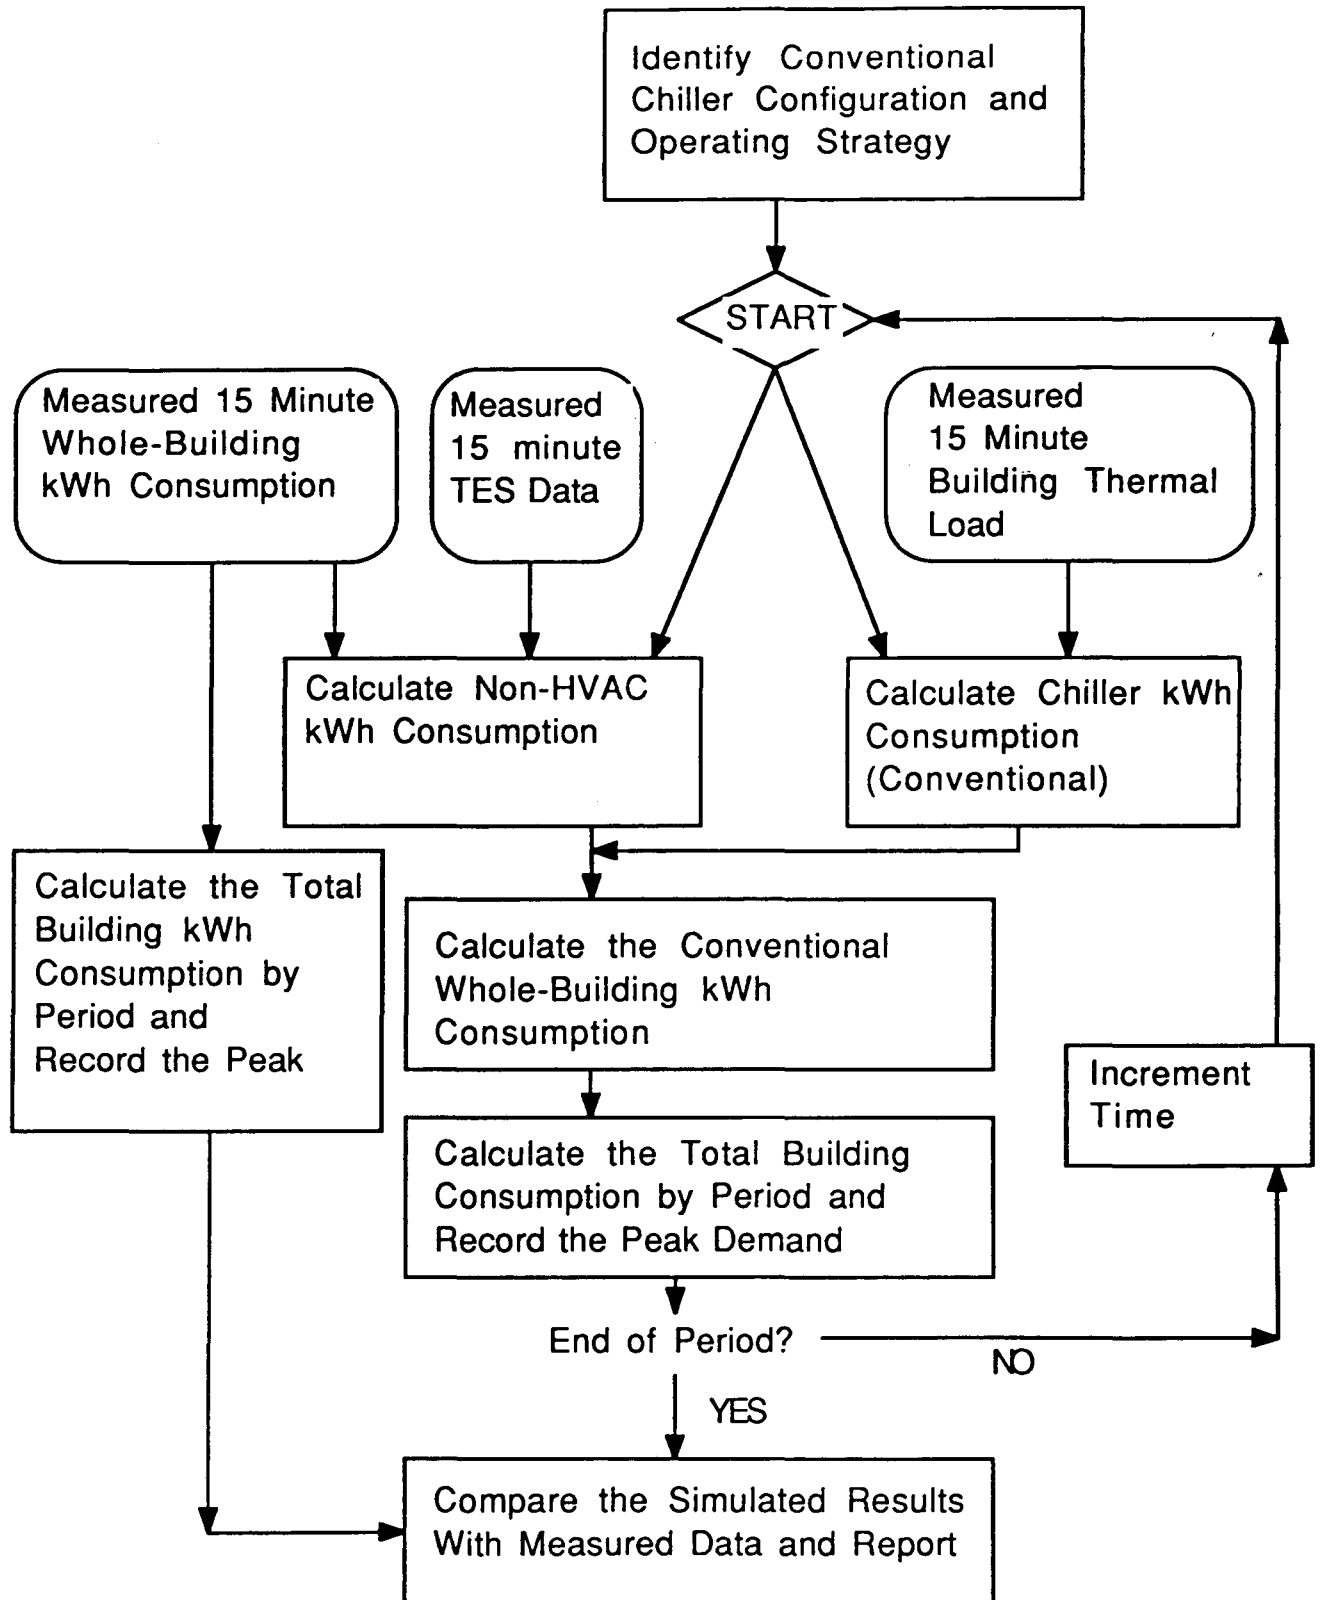 Identify Conventional
Chiller Configuration and
Operating Strategy
START
Measured 15 Minute
Whole-Building
kWh Consumption
Measured
15 minute
TES Data
Measured
15 Minute
Building Thermal
Load
Calculate Non-HVAC
kWh Consumption
Calculate Chiller kWh
Consumption
(Conventional)
Calculate the Total
Building kWh
Consumption by
Period and
Record the Peak
Calculate the Conventional
Whole-Building kWh
Consumption
Increment
Time
Calculate the Total Building
Consumption by Period and
Record the Peak Demand
End of Period?
NO
YES
Compare the Simulated Results
With Measured Data and Report